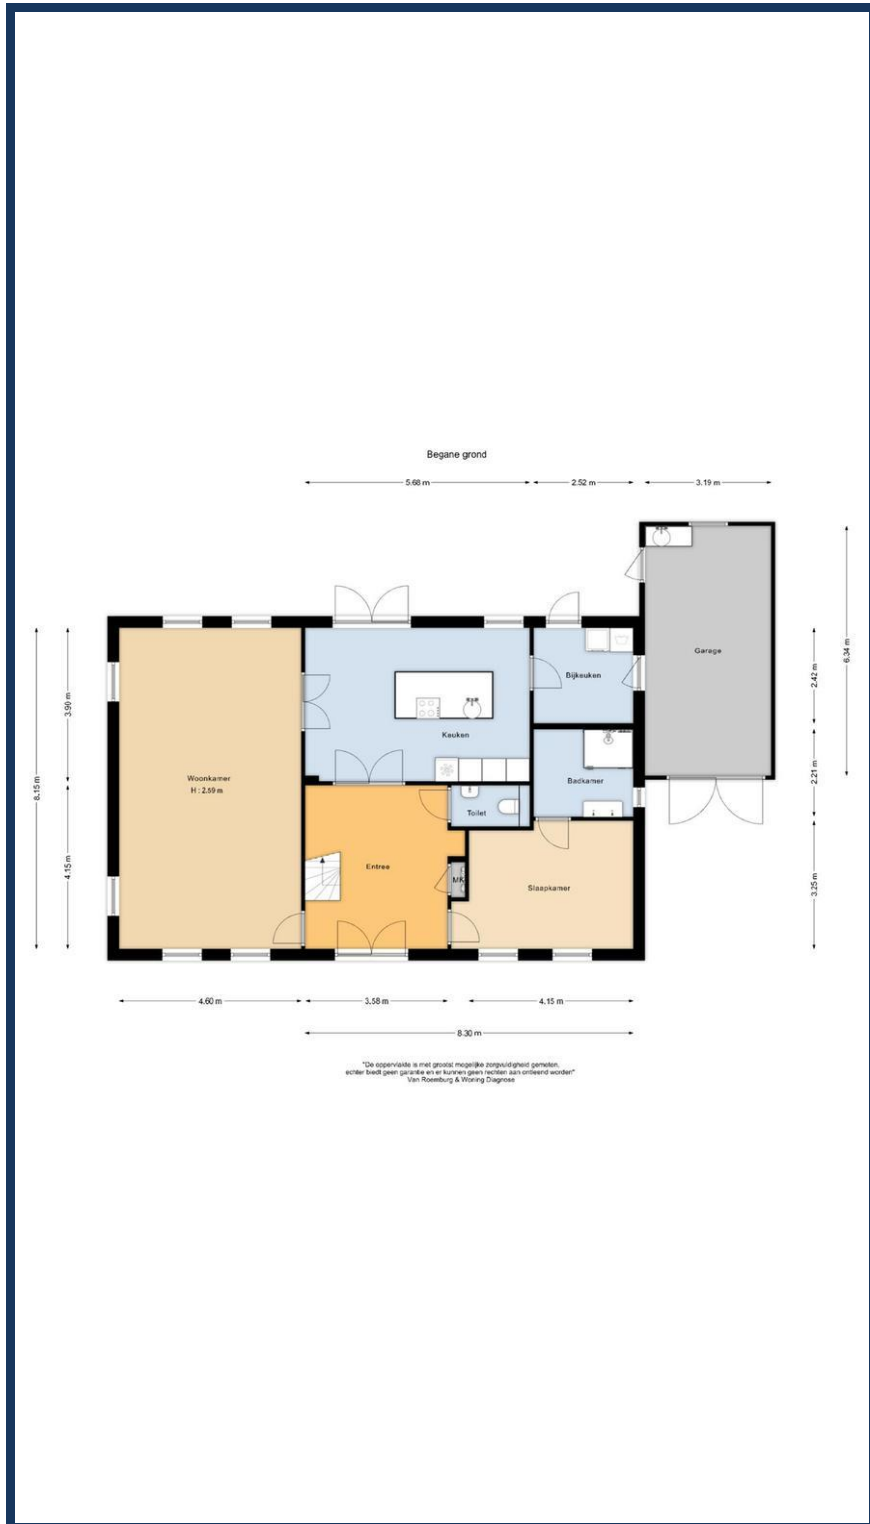 Begane grond
5.68 m
2.52 m
3.19 m
8.15 m
3.90 m
4.15 m
Woonkamer
H : 2.59 m
Keuken
Bijkeuken
Garage
2.42 m
6.34 m
2.21 m
3.25 m
Badkamer
Toilet
Entree
MK
Slaapkamer
4.60 m
3.58 m
4.15 m
8.30 m
"De oppervlakte is met grootst mogelijke zorgvuldigheid gemeten,
echter biedt geen garantie en er kunnen geen rechten aan ontleend worden"
Van Roemburg & Woning Diagnose